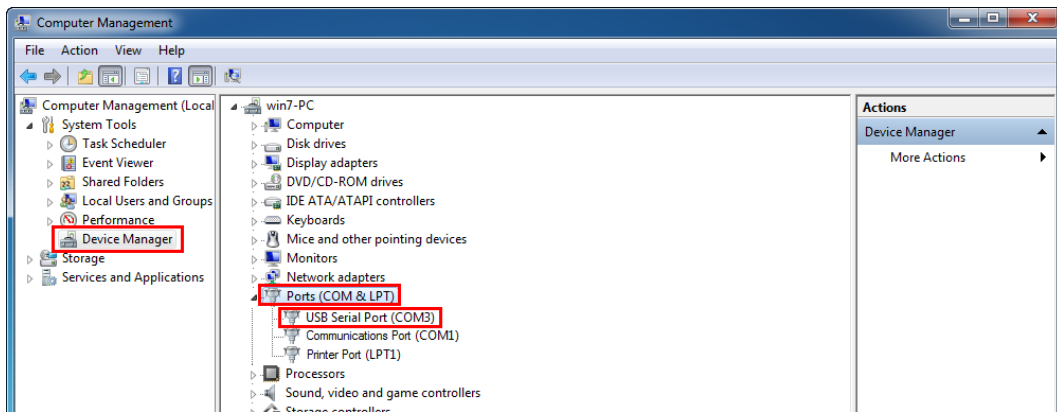 Computer Management
File Action View Help
Computer Management (Local
System Tools
Task Scheduler
Event Viewer
Shared Folders
Local Users and Groups
Performance
Device Manager
Storage
Services and Applications
win7-PC
Computer
Disk drives
Display adapters
DVD/CD-ROM drives
IDE ATA/ATAPI controllers
Keyboards
Mice and other pointing devices
Monitors
Network adapters
Ports (COM & LPT)
USB Serial Port (COM3)
Communications Port (COM1)
Printer Port (LPT1)
Processors
Sound, video and game controllers
Storage controllers
Actions
Device Manager
More Actions